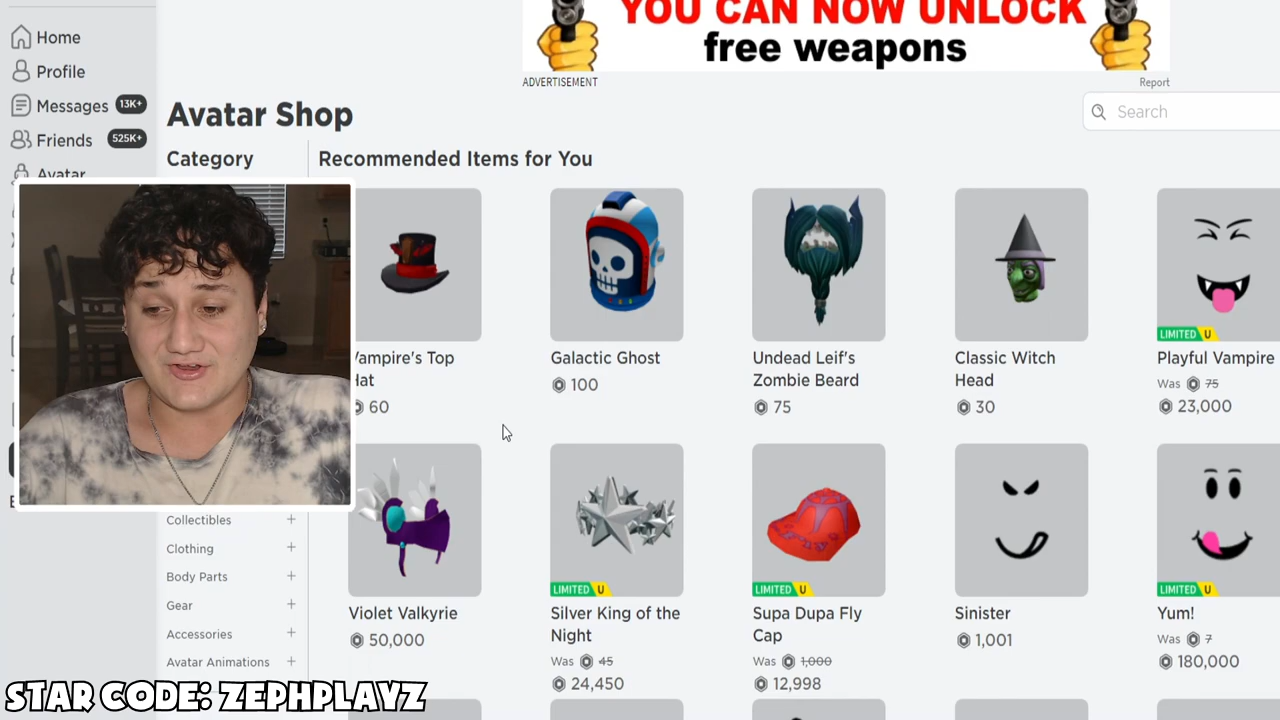 YOU CAN NOW UNLOCK
free weapons
ADVERTISEMENT
Report
Home
Profile
Messages 13K+
Friends 525K+
Avatar
Avatar Shop
Search
Category
Recommended Items for You
Vampire's Top
Hat
60
Galactic Ghost
100
Undead Leif's
Zombie Beard
75
Classic Witch
Head
30
LIMITED U
Playful Vampire
Was 75
23,000
Collectibles +
Clothing +
Body Parts +
Gear +
Accessories +
Avatar Animations +
Violet Valkyrie
50,000
LIMITED U
Silver King of the
Night
Was 45
24,450
LIMITED U
Supa Dupa Fly
Cap
Was 1,000
12,998
Sinister
1,001
LIMITED U
Yum!
Was 7
180,000
STAR CODE: ZEPHPLAYZ